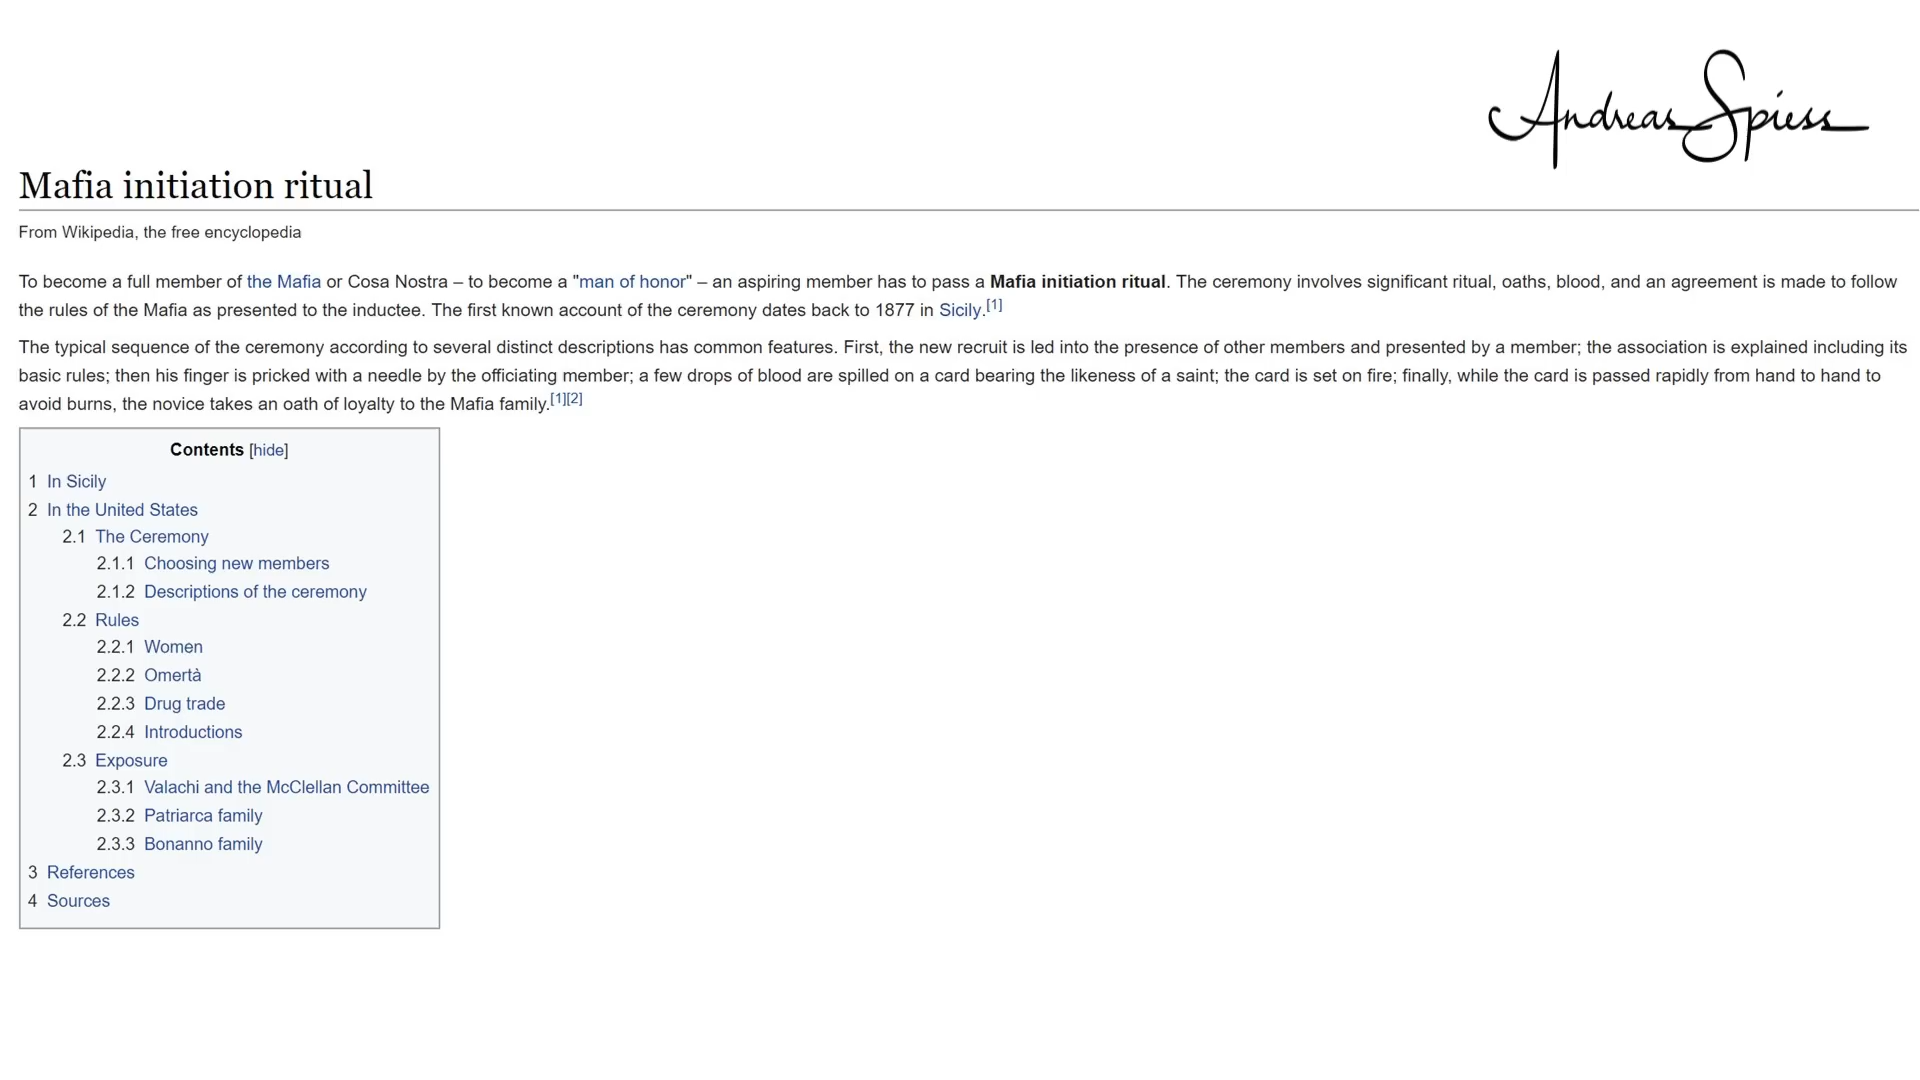 Andreas Spiess
Mafia initiation ritual
From Wikipedia, the free encyclopedia
To become a full member of the Mafia or Cosa Nostra – to become a "man of honor" – an aspiring member has to pass a Mafia initiation ritual. The ceremony involves significant ritual, oaths, blood, and an agreement is made to follow
the rules of the Mafia as presented to the inductee. The first known account of the ceremony dates back to 1877 in Sicily.[1]
The typical sequence of the ceremony according to several distinct descriptions has common features. First, the new recruit is led into the presence of other members and presented by a member; the association is explained including its
basic rules; then his finger is pricked with a needle by the officiating member; a few drops of blood are spilled on a card bearing the likeness of a saint; the card is set on fire; finally, while the card is passed rapidly from hand to hand to
avoid burns, the novice takes an oath of loyalty to the Mafia family.[1][2]
Contents [hide]
1 In Sicily
2 In the United States
2.1 The Ceremony
2.1.1 Choosing new members
2.1.2 Descriptions of the ceremony
2.2 Rules
2.2.1 Women
2.2.2 Omertà
2.2.3 Drug trade
2.2.4 Introductions
2.3 Exposure
2.3.1 Valachi and the McClellan Committee
2.3.2 Patriarca family
2.3.3 Bonanno family
3 References
4 Sources